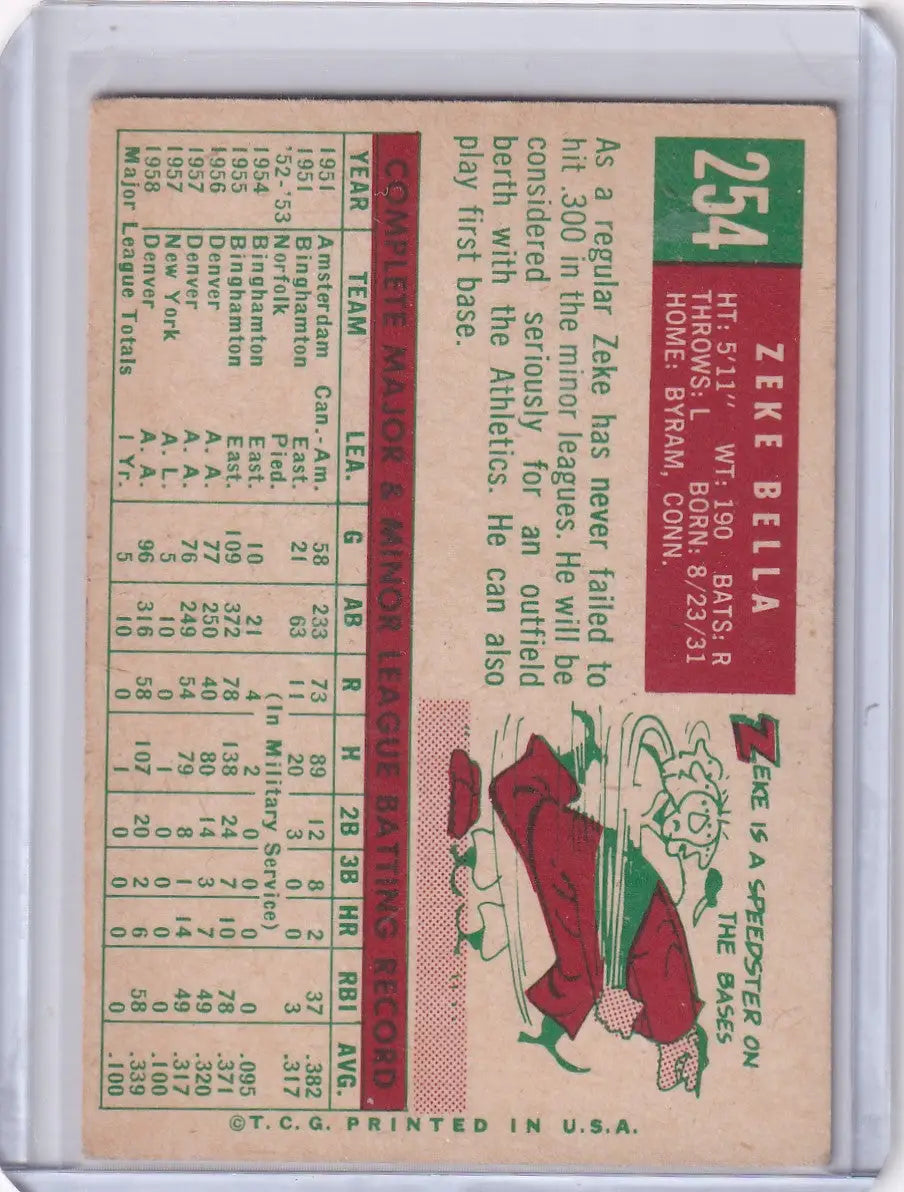 254
ZEKE BELLA
HT: 5'11" WT: 190 BATS: R
THROWS: L BORN: 8/23/31
HOME: BYRAM, CONN.
As a regular Zeke has never failed to
hit .300 in the minor leagues. He will be
considered seriously for an outfield
berth with the Athletics. He can also
play first base.
ZEKE IS A SPEEDSTER ON
THE BASES
COMPLETE MAJOR & MINOR LEAGUE BATTING RECORD
YEAR TEAM LEA. G AB R H 2B 3B HR RBI AVG.
1951 Amsterdam Can.-Am. 58 233 73 89 12 8 2 37 .382
1951 Binghamton East. 21 63 11 20 3 0 0 3 .317
'52-'53 Norfolk Pied. (In Military Service)
1954 Binghamton East. 10 21 4 2 0 0 0 0 .095
1955 Binghamton East. 109 372 78 138 24 7 10 78 .371
1956 Denver A. A. 77 250 40 80 14 3 7 49 .320
1957 Denver A. A. 76 249 54 79 8 1 14 49 .317
1957 New York A. L. 5 10 0 1 0 0 0 0 .100
1958 Denver A. A. 96 316 58 107 20 2 6 58 .339
Major League Totals 1 Yr. 5 10 0 1 0 0 0 0 .100
©T.C.G. PRINTED IN U.S.A.